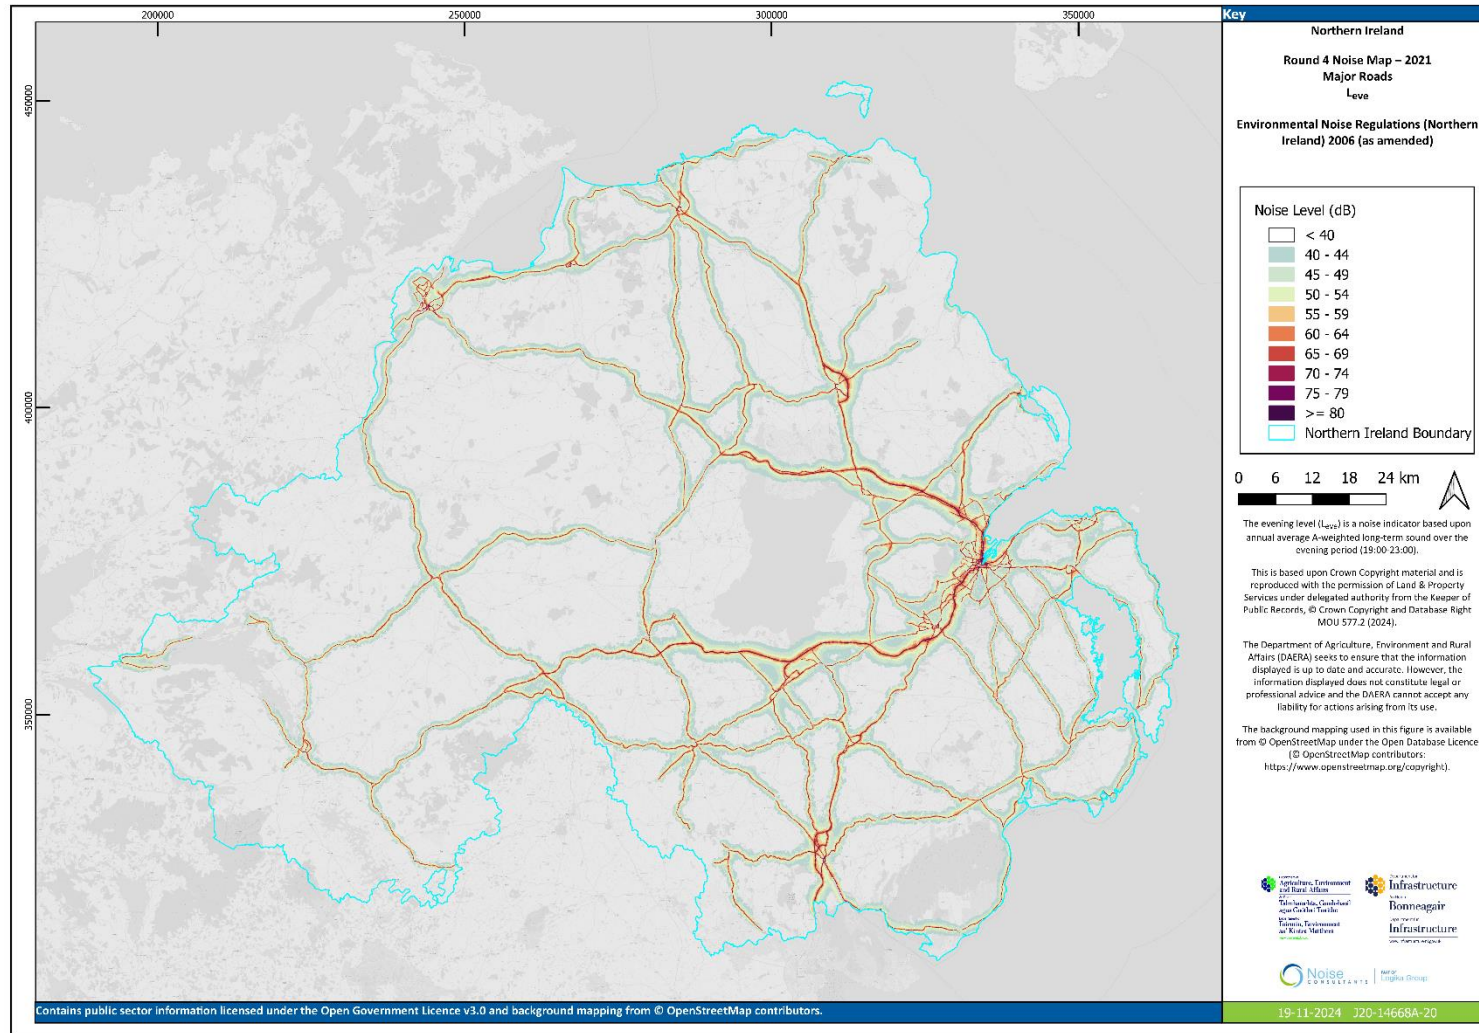 200000
250000
300000
350000
450000
400000
350000
Key
Northern Ireland
Round 4 Noise Map – 2021
Major Roads
Leve
Environmental Noise Regulations (Northern
Ireland) 2006 (as amended)
Noise Level (dB)
< 40
40 - 44
45 - 49
50 - 54
55 - 59
60 - 64
65 - 69
70 - 74
75 - 79
>= 80
Northern Ireland Boundary
0 6 12 18 24 km
The evening level (Leve) is a noise indicator based upon
annual average A-weighted long-term sound over the
evening period (19:00-23:00).
This is based upon Crown Copyright material and is
reproduced with the permission of Land & Property
Services under delegated authority from the Keeper of
Public Records, © Crown Copyright and Database Right
MOU 577.2 (2024).
The Department of Agriculture, Environment and Rural
Affairs (DAERA) seeks to ensure that the information
displayed is up to date and accurate. However, the
information displayed does not constitute legal or
professional advice and the DAERA cannot accept any
liability for actions arising from its use.
The background mapping used in this figure is available
from © OpenStreetMap under the Open Database Licence
(© OpenStreetMap contributors:
https://www.openstreetmap.org/copyright).
Agriculture, Environment
and Rural Affairs
Infrastructure
Bonneagair
Infrastructure
Noise
CONSULTANTS
Logika Group
Contains public sector information licensed under the Open Government Licence v3.0 and background mapping from © OpenStreetMap contributors.
19-11-2024 J20-14668A-20